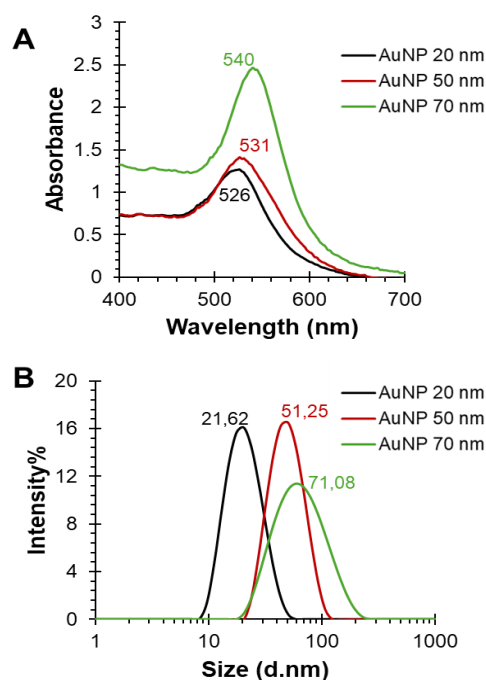 A
3
2.5
2
1.5
1
0.5
0
Absorbance
540
531
526
AuNP 20 nm
AuNP 50 nm
AuNP 70 nm
400 500 600 700
Wavelength (nm)
B
20
16
12
8
4
0
Intensity%
21,62
51,25
71,08
AuNP 20 nm
AuNP 50 nm
AuNP 70 nm
1 10 100 1000
Size (d.nm)